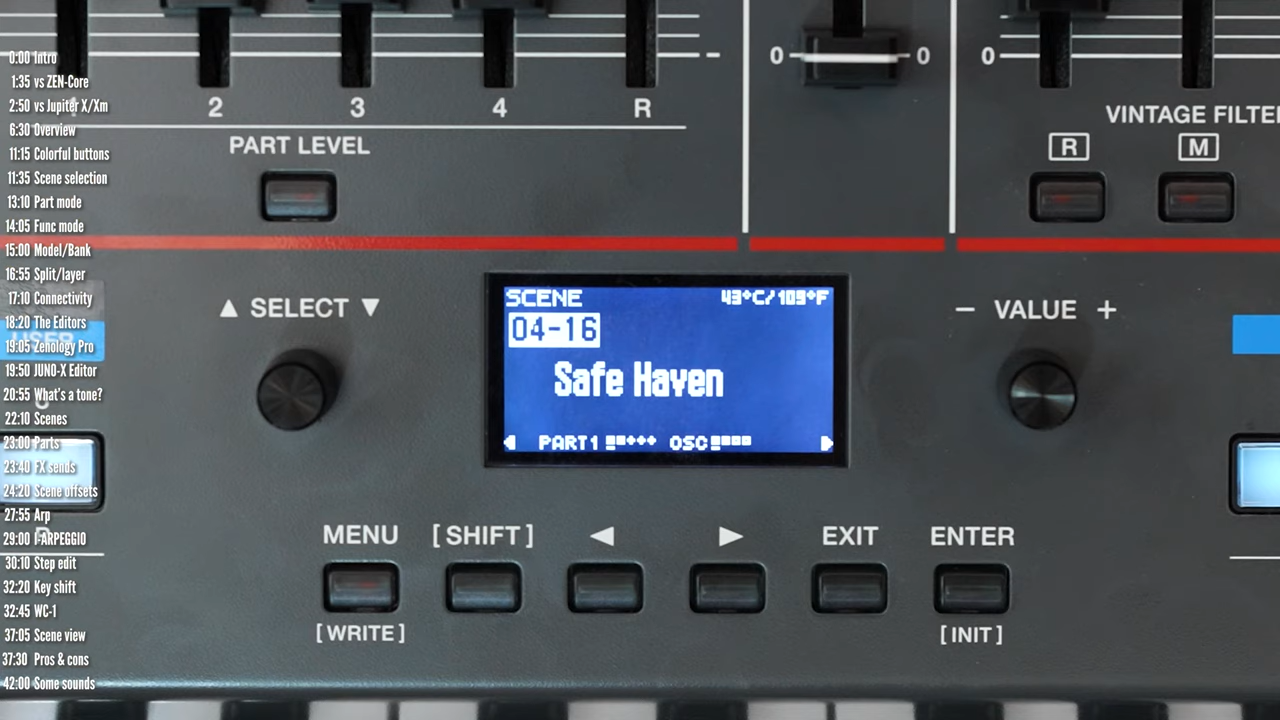 0:00 Intro
1:35 vs ZEN-Core
2:50 vs Jupiter X/Xm
6:30 Overview
11:15 Colorful buttons
11:35 Scene selection
13:10 Part mode
14:05 Func mode
15:00 Model/Bank
16:55 Split/layer
17:10 Connectivity
18:20 The Editors
19:05 Zenology Pro
19:50 JUNO-X Editor
20:55 What's a tone?
22:10 Scenes
23:00 Parts
23:40 FX sends
24:20 Scene offsets
27:55 Arp
29:00 I-ARPEGGIO
30:10 Step edit
32:20 Key shift
32:45 WC-1
37:05 Scene view
37:30 Pros & cons
42:00 Some sounds
2 3 4 R
PART LEVEL
0 0
0
VINTAGE FILTE
R M
▲ SELECT ▼
SCENE 43°C/109°F
04-16
Safe Haven
PART1 OSC
− VALUE +
MENU [SHIFT] ◀ ▶ EXIT ENTER
[WRITE] [INIT]